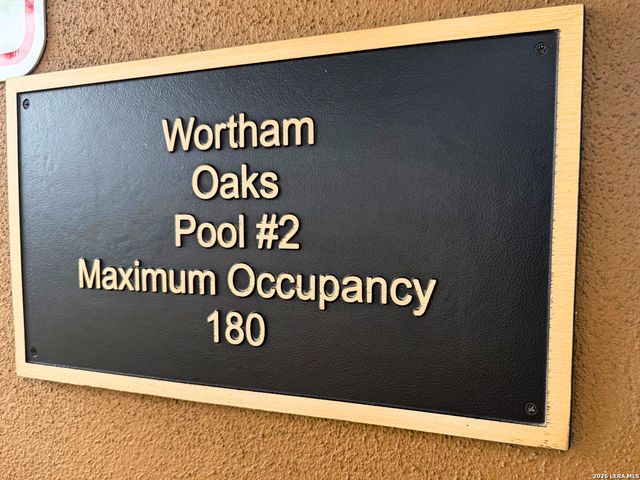 Wortham
Oaks
Pool #2
Maximum Occupancy
180
2026 LERA MLS